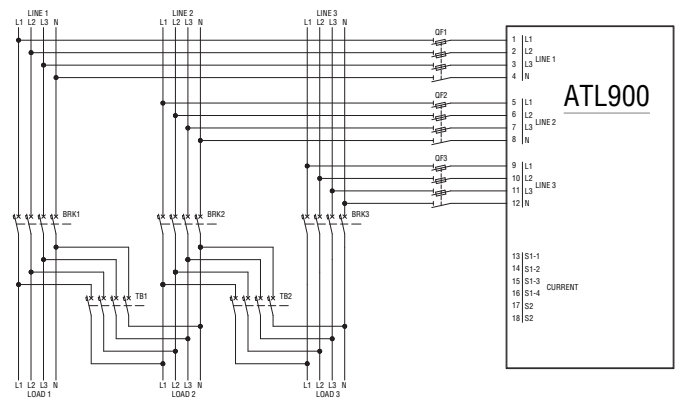 LINE 1
L1 L2 L3 N
LINE 2
L1 L2 L3 N
LINE 3
L1 L2 L3 N
QF1
1 L1
2 L2
3 L3
4 N
LINE 1
ATL900
QF2
5 L1
6 L2
7 L3
8 N
LINE 2
QF3
9 L1
10 L2
11 L3
12 N
LINE 3
BRK1
BRK2
BRK3
13 S1-1
14 S1-2
15 S1-3
16 S1-4
17 S2
18 S2
CURRENT
TB1
TB2
L1 L2 L3 N
LOAD 1
L1 L2 L3 N
LOAD 2
L1 L2 L3 N
LOAD 3